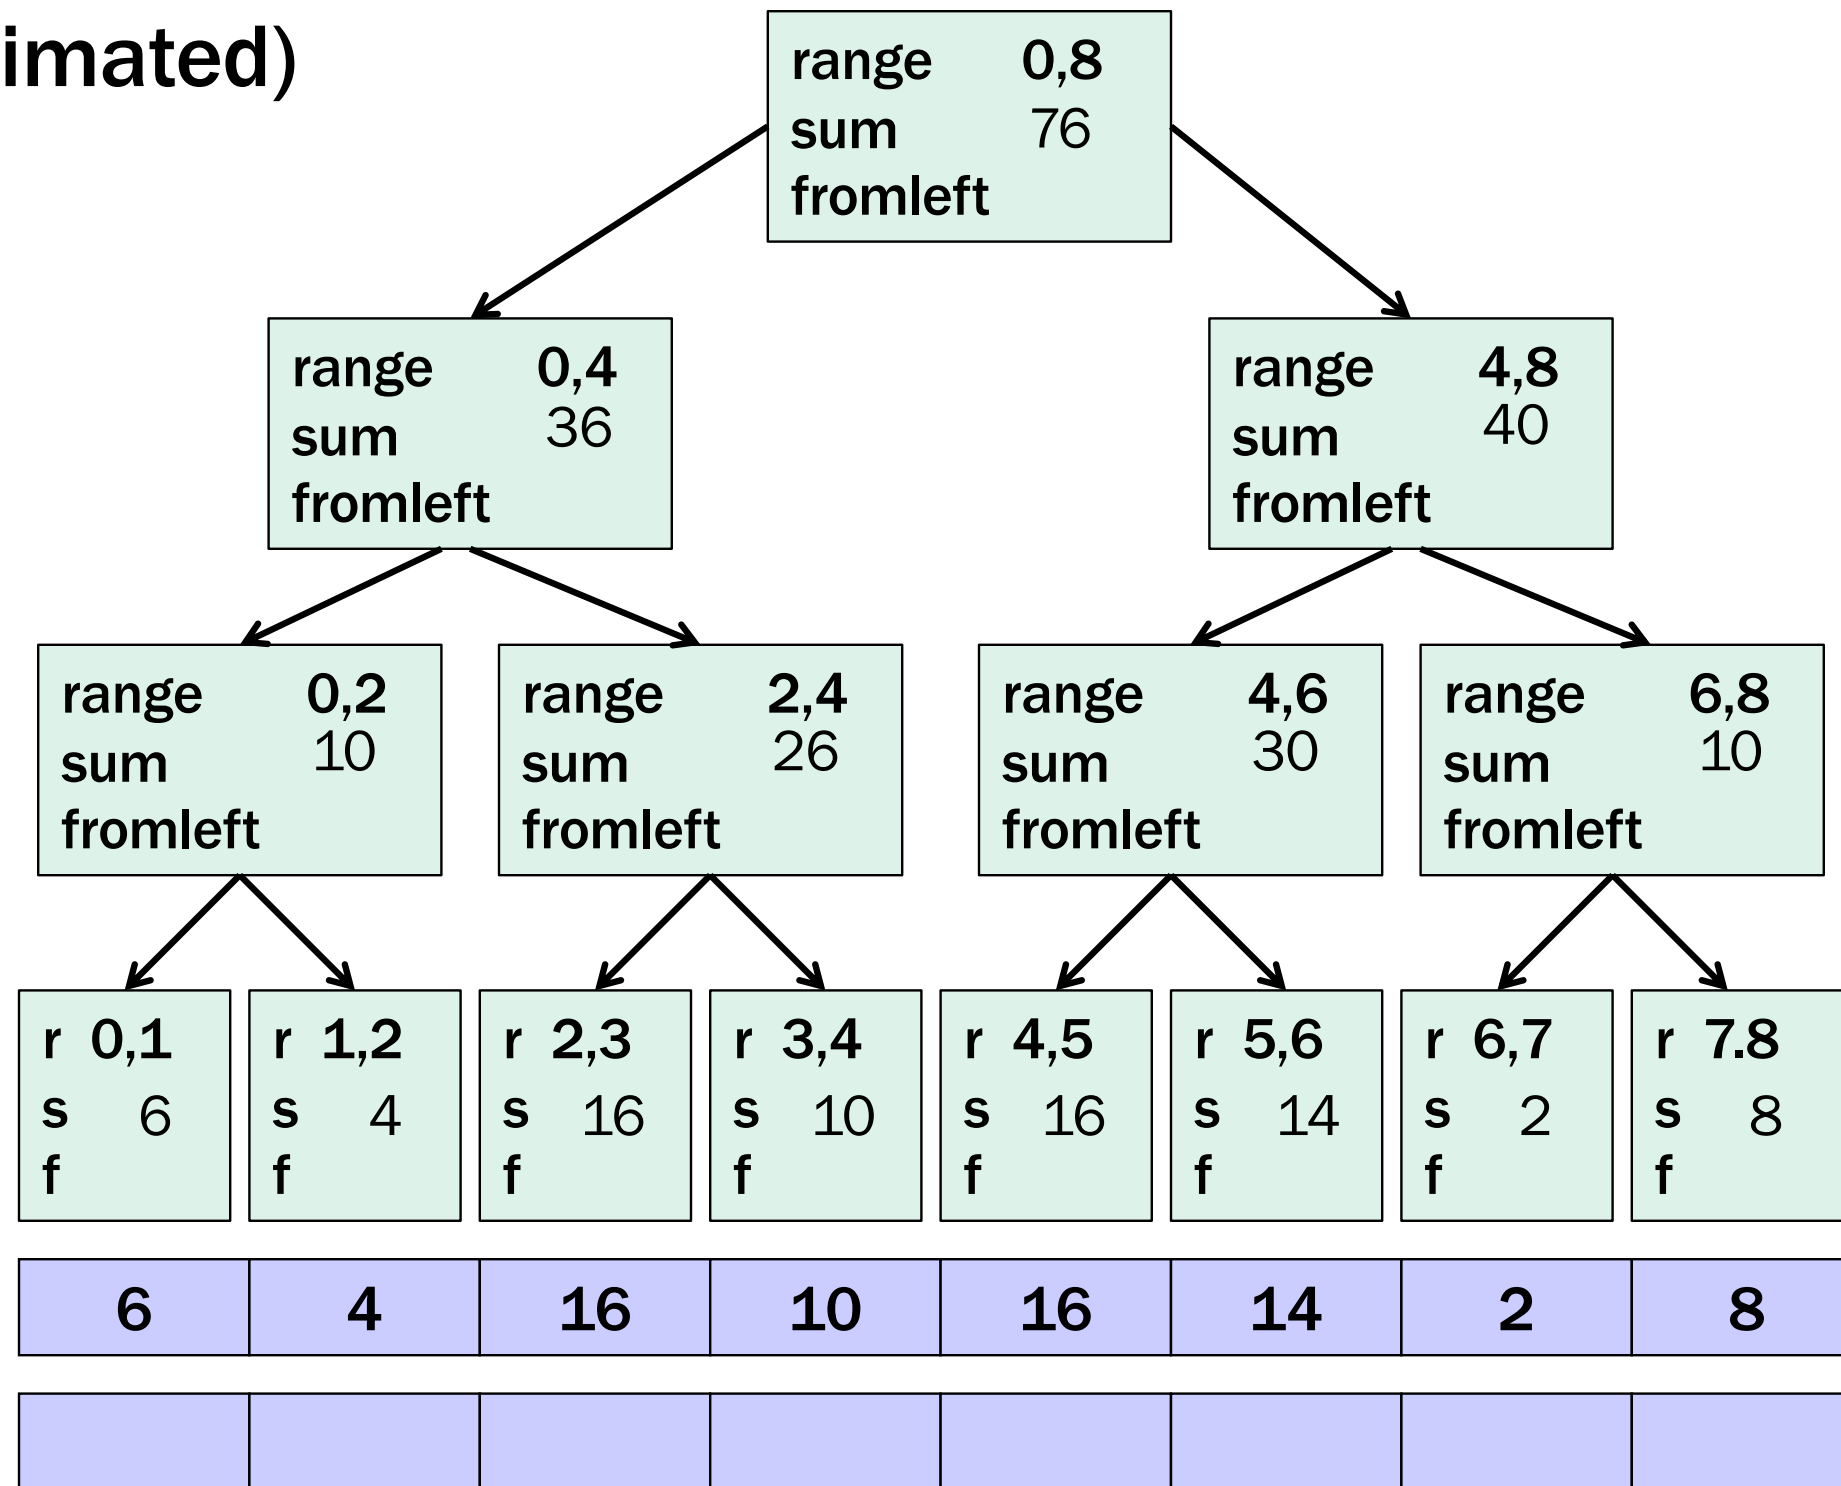 imated)
range 0,8
sum 76
fromleft
range 0,4
sum 36
fromleft
range 4,8
sum 40
fromleft
range 0,2
sum 10
fromleft
range 2,4
sum 26
fromleft
range 4,6
sum 30
fromleft
range 6,8
sum 10
fromleft
r 0,1
s 6
f
r 1,2
s 4
f
r 2,3
s 16
f
r 3,4
s 10
f
r 4,5
s 16
f
r 5,6
s 14
f
r 6,7
s 2
f
r 7.8
s 8
f
6 4 16 10 16 14 2 8